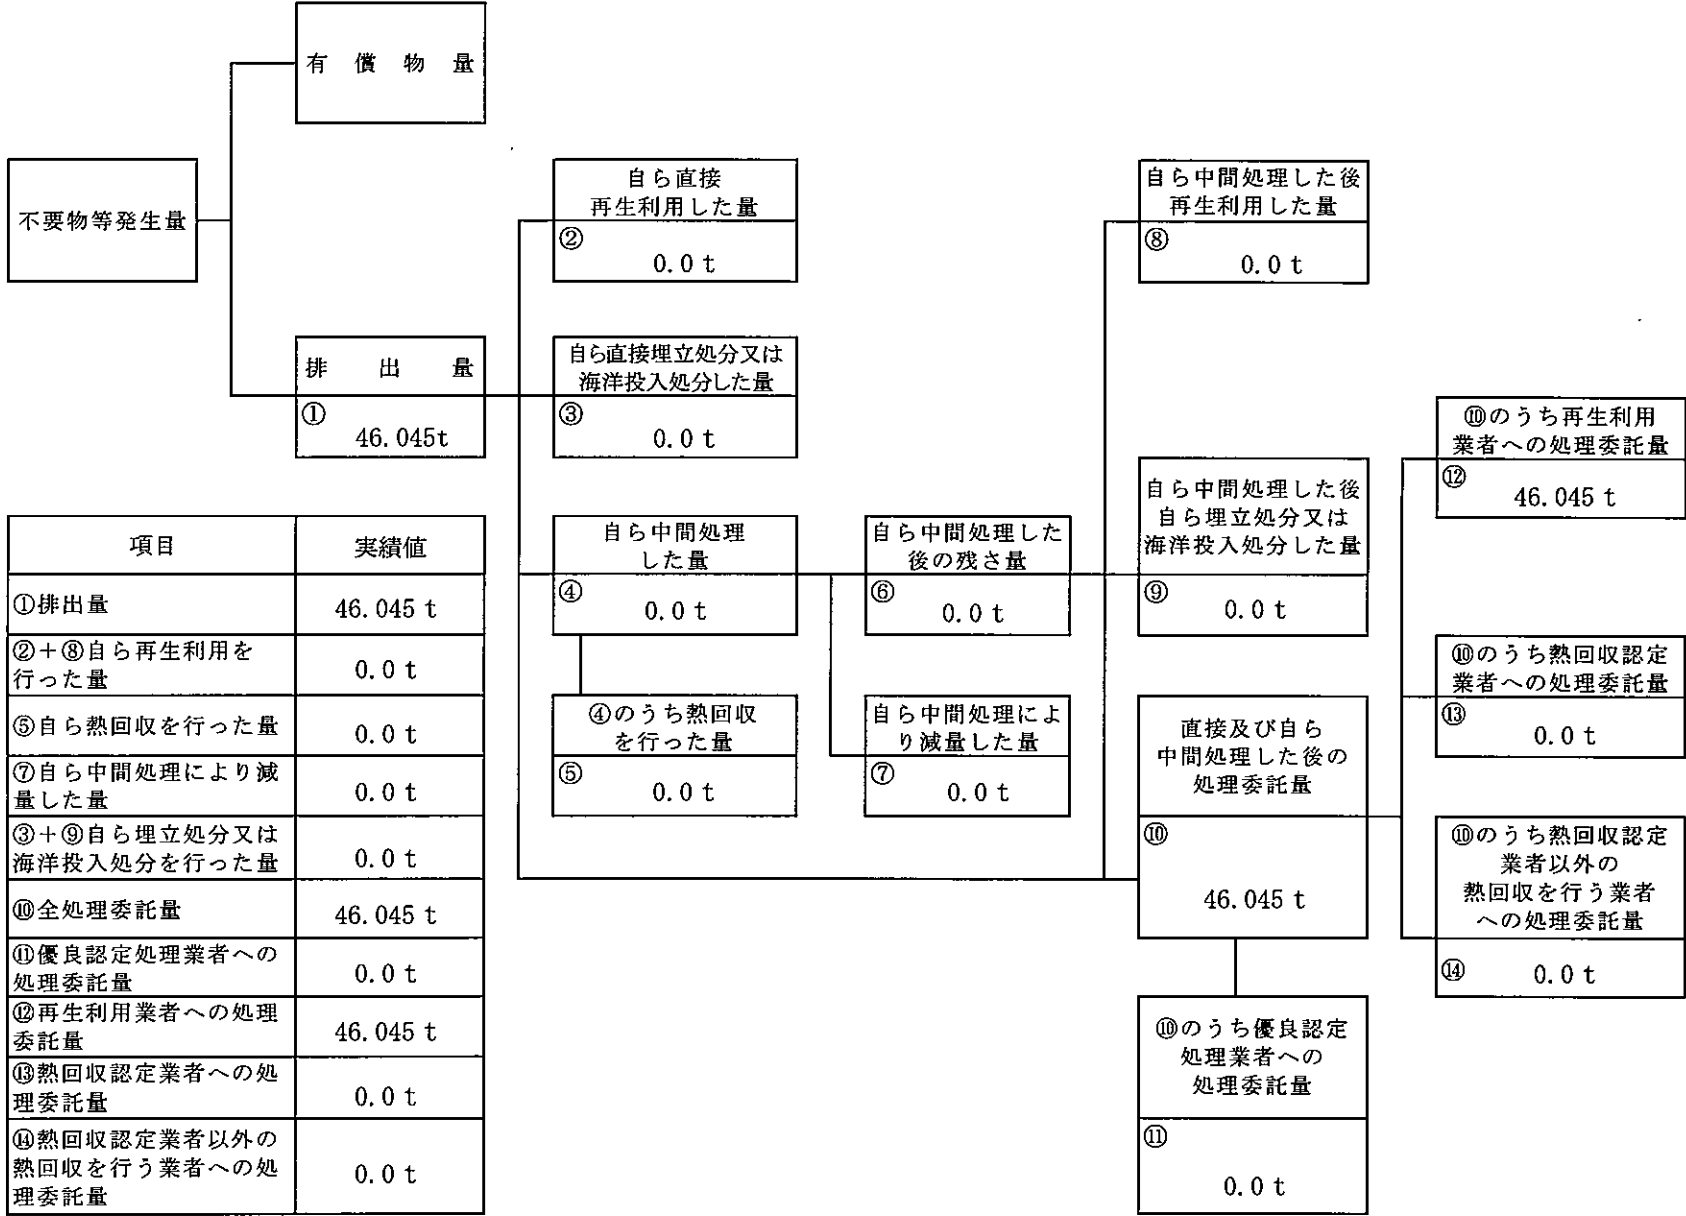 有償物量
不要物等発生量
排出量
①
46.045t
自ら直接
再生利用した量
②
0.0 t
自ら直接埋立処分又は
海洋投入処分した量
③
0.0 t
自ら中間処理
した量
④
0.0 t
④のうち熱回収
を行った量
⑤
0.0 t
自ら中間処理した
後の残さ量
⑥
0.0 t
自ら中間処理によ
り減量した量
⑦
0.0 t
自ら中間処理した後
再生利用した量
⑧
0.0 t
自ら中間処理した後
自ら埋立処分又は
海洋投入処分した量
⑨
0.0 t
直接及び自ら
中間処理した後の
処理委託量
⑩
46.045 t
⑩のうち優良認定
処理業者への
処理委託量
⑪
0.0 t
⑩のうち再生利用
業者への処理委託量
⑫
46.045 t
⑩のうち熱回収認定
業者への処理委託量
⑬
0.0 t
⑩のうち熱回収認定
業者以外の
熱回収を行う業者
への処理委託量
⑭
0.0 t
項目 実績値
①排出量 46.045 t
②+⑧自ら再生利用を
行った量
0.0 t
⑤自ら熱回収を行った量 0.0 t
⑦自ら中間処理により減
量した量
0.0 t
③+⑨自ら埋立処分又は
海洋投入処分を行った量
0.0 t
⑩全処理委託量 46.045 t
⑪優良認定処理業者への
処理委託量
0.0 t
⑫再生利用業者への処理
委託量
46.045 t
⑬熱回収認定業者への処
理委託量
0.0 t
⑭熱回収認定業者以外の
熱回収を行う業者への処
理委託量
0.0 t